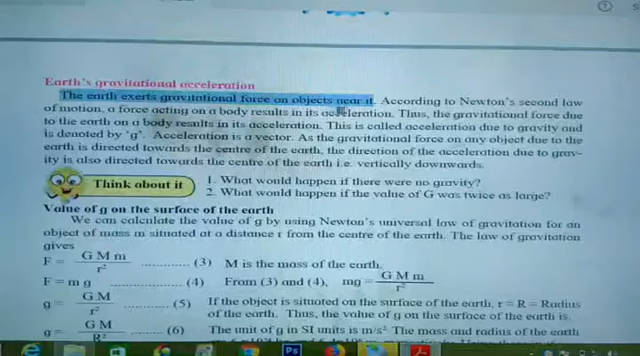 Earth's gravitational acceleration
The earth exerts gravitational force on objects near it. According to Newton's second law
of motion, a force acting on a body results in its acceleration. Thus, the gravitational force due
to the earth on a body results in its acceleration. This is called acceleration due to gravity and
is denoted by 'g'. Acceleration is a vector. As the gravitational force on any object due to the
earth is directed towards the centre of the earth, the direction of the acceleration due to grav-
ity is also directed towards the centre of the earth i.e. vertically downwards.
Think about it
1. What would happen if there were no gravity?
2. What would happen if the value of G was twice as large?
Value of g on the surface of the earth
We can calculate the value of g by using Newton's universal law of gravitation for an
object of mass m situated at a distance r from the centre of the earth. The law of gravitation
gives
F = G M m / r² ............ (3) M is the mass of the earth.
F = m g ............ (4) From (3) and (4), mg = G M m / r²
g = G M / r² ............ (5) If the object is situated on the surface of the earth, r = R = Radius
of the earth. Thus, the value of g on the surface of the earth is.
g = G M / R² ............ (6) The unit of g in SI units is m/s². The mass and radius of the earth
Ps